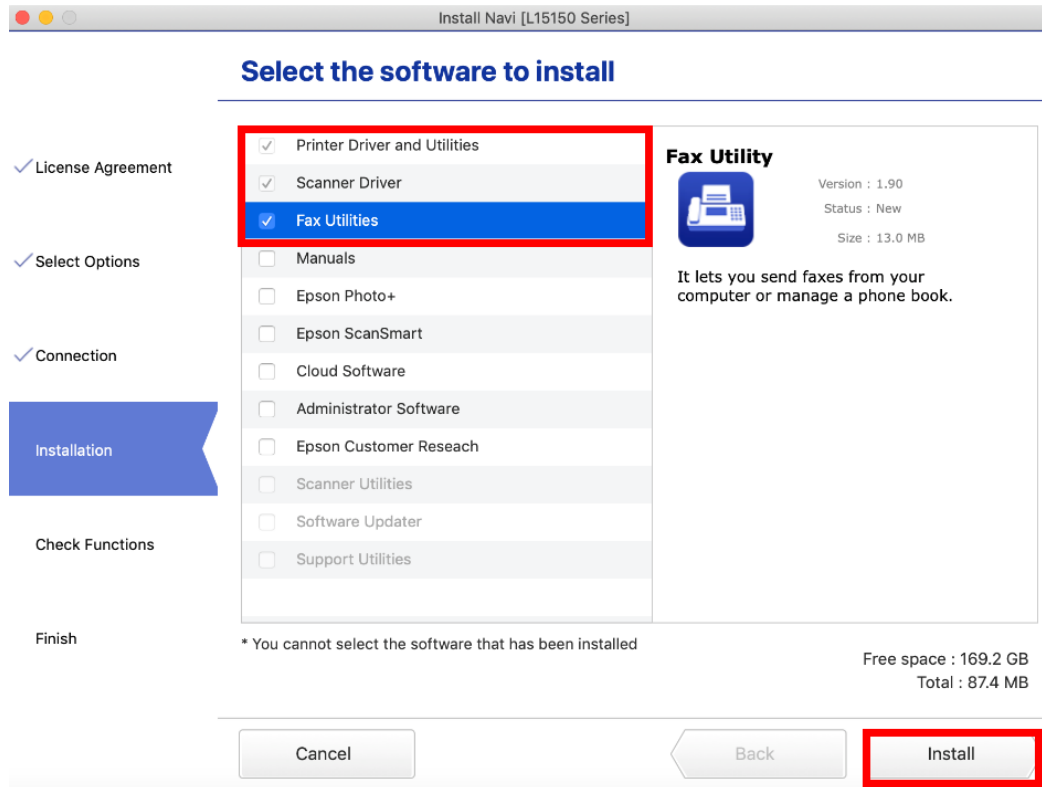 Install Navi [L15150 Series]
Select the software to install
License Agreement
Select Options
Connection
Installation
Check Functions
Finish
Printer Driver and Utilities
Scanner Driver
Fax Utilities
Manuals
Epson Photo+
Epson ScanSmart
Cloud Software
Administrator Software
Epson Customer Reseach
Scanner Utilities
Software Updater
Support Utilities
Fax Utility
Version : 1.90
Status : New
Size : 13.0 MB
It lets you send faxes from your
computer or manage a phone book.
* You cannot select the software that has been installed
Free space : 169.2 GB
Total : 87.4 MB
Cancel
Back
Install